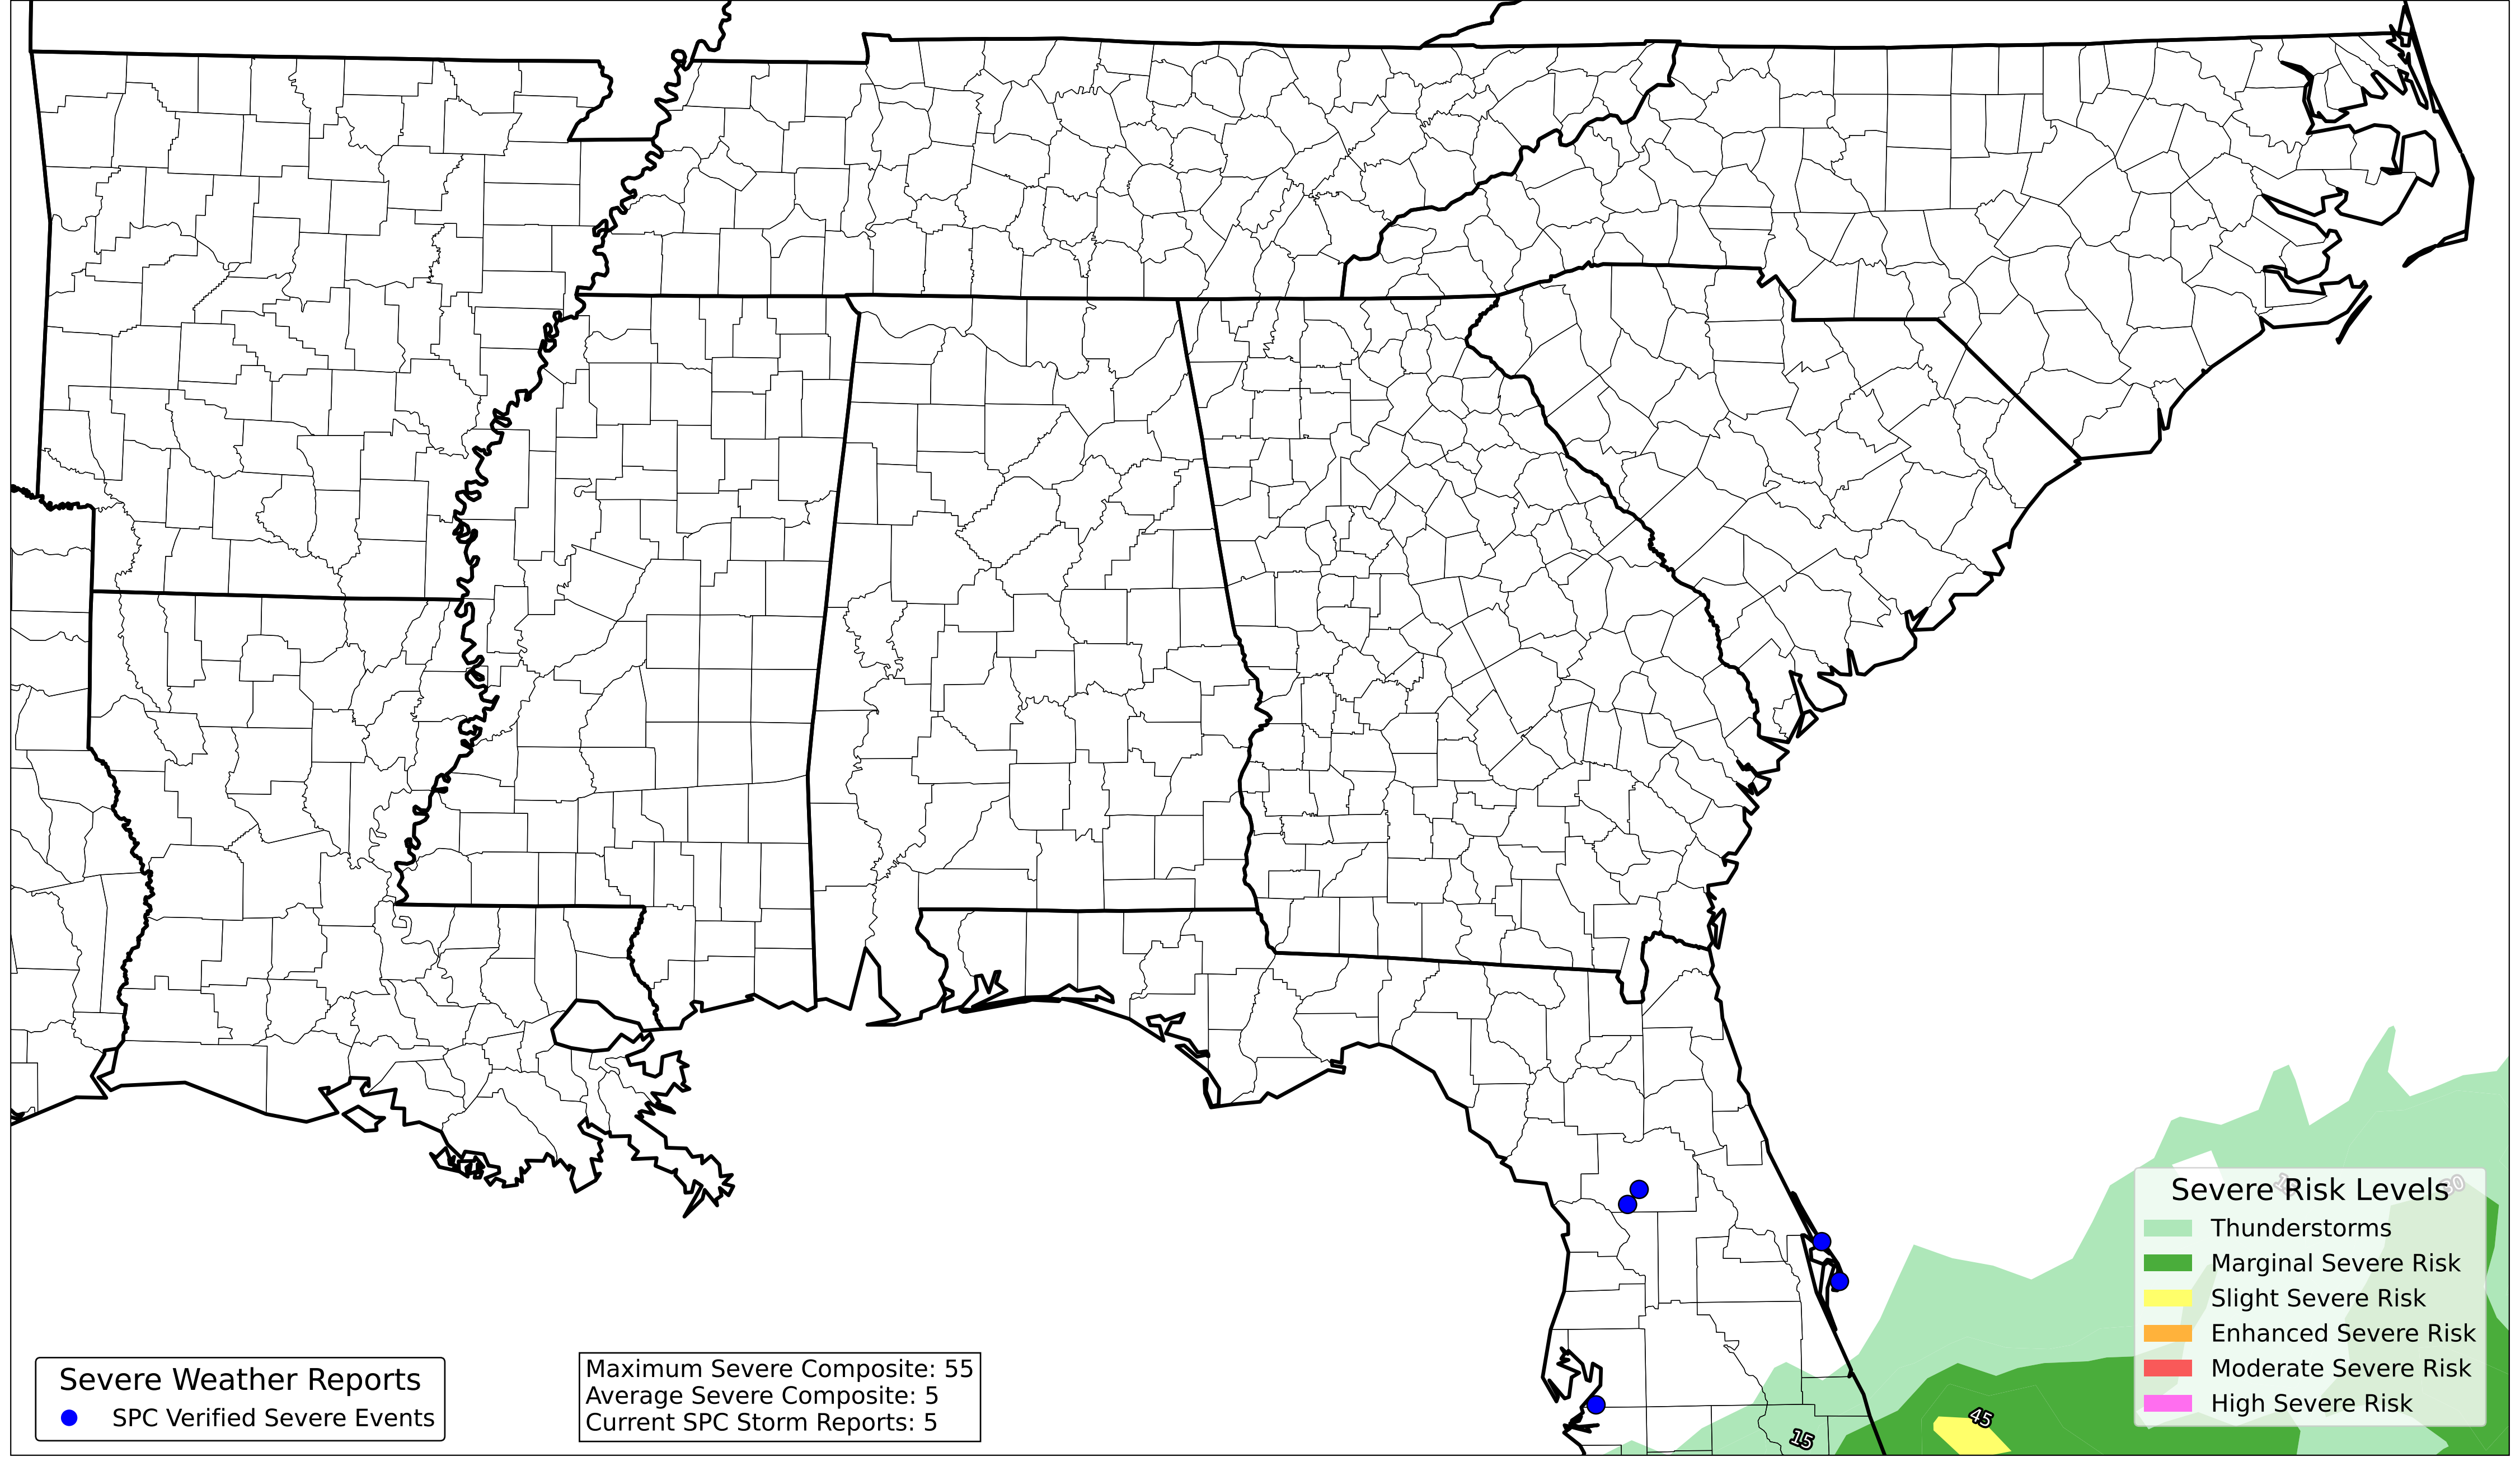 Severe Risk Levels
Thunderstorms
Marginal Severe Risk
Slight Severe Risk
Enhanced Severe Risk
Moderate Severe Risk
High Severe Risk
Severe Weather Reports
SPC Verified Severe Events
Maximum Severe Composite: 55
Average Severe Composite: 5
Current SPC Storm Reports: 5
45
15